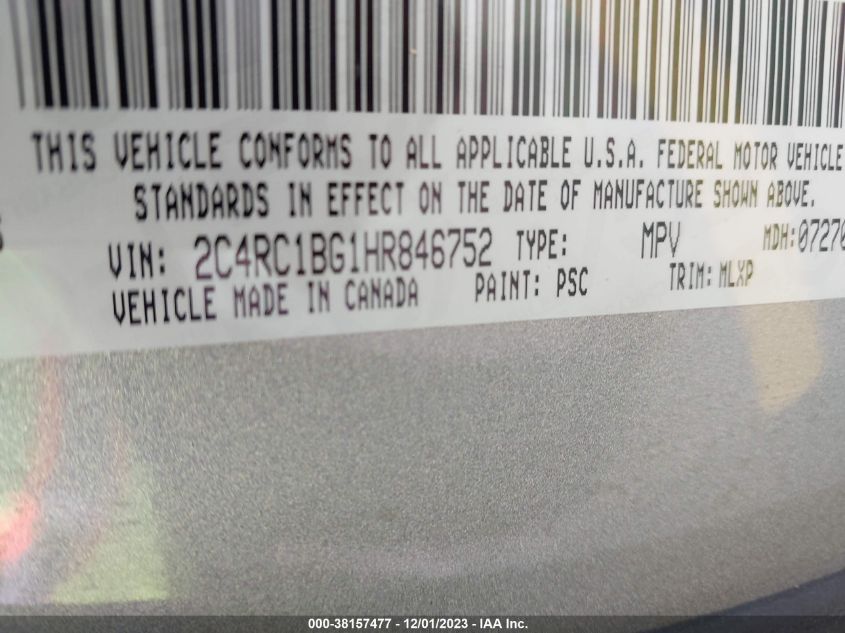 THIS VEHICLE CONFORMS TO ALL APPLICABLE U.S.A. FEDERAL MOTOR VEHICLE
STANDARDS IN EFFECT ON THE DATE OF MANUFACTURE SHOWN ABOVE.
VIN: 2C4RC1BG1HR846752 TYPE: MPV MDH:07270
VEHICLE MADE IN CANADA PAINT: PSC TRIM: MLXP
000-38157477 - 12/01/2023 - IAA Inc.